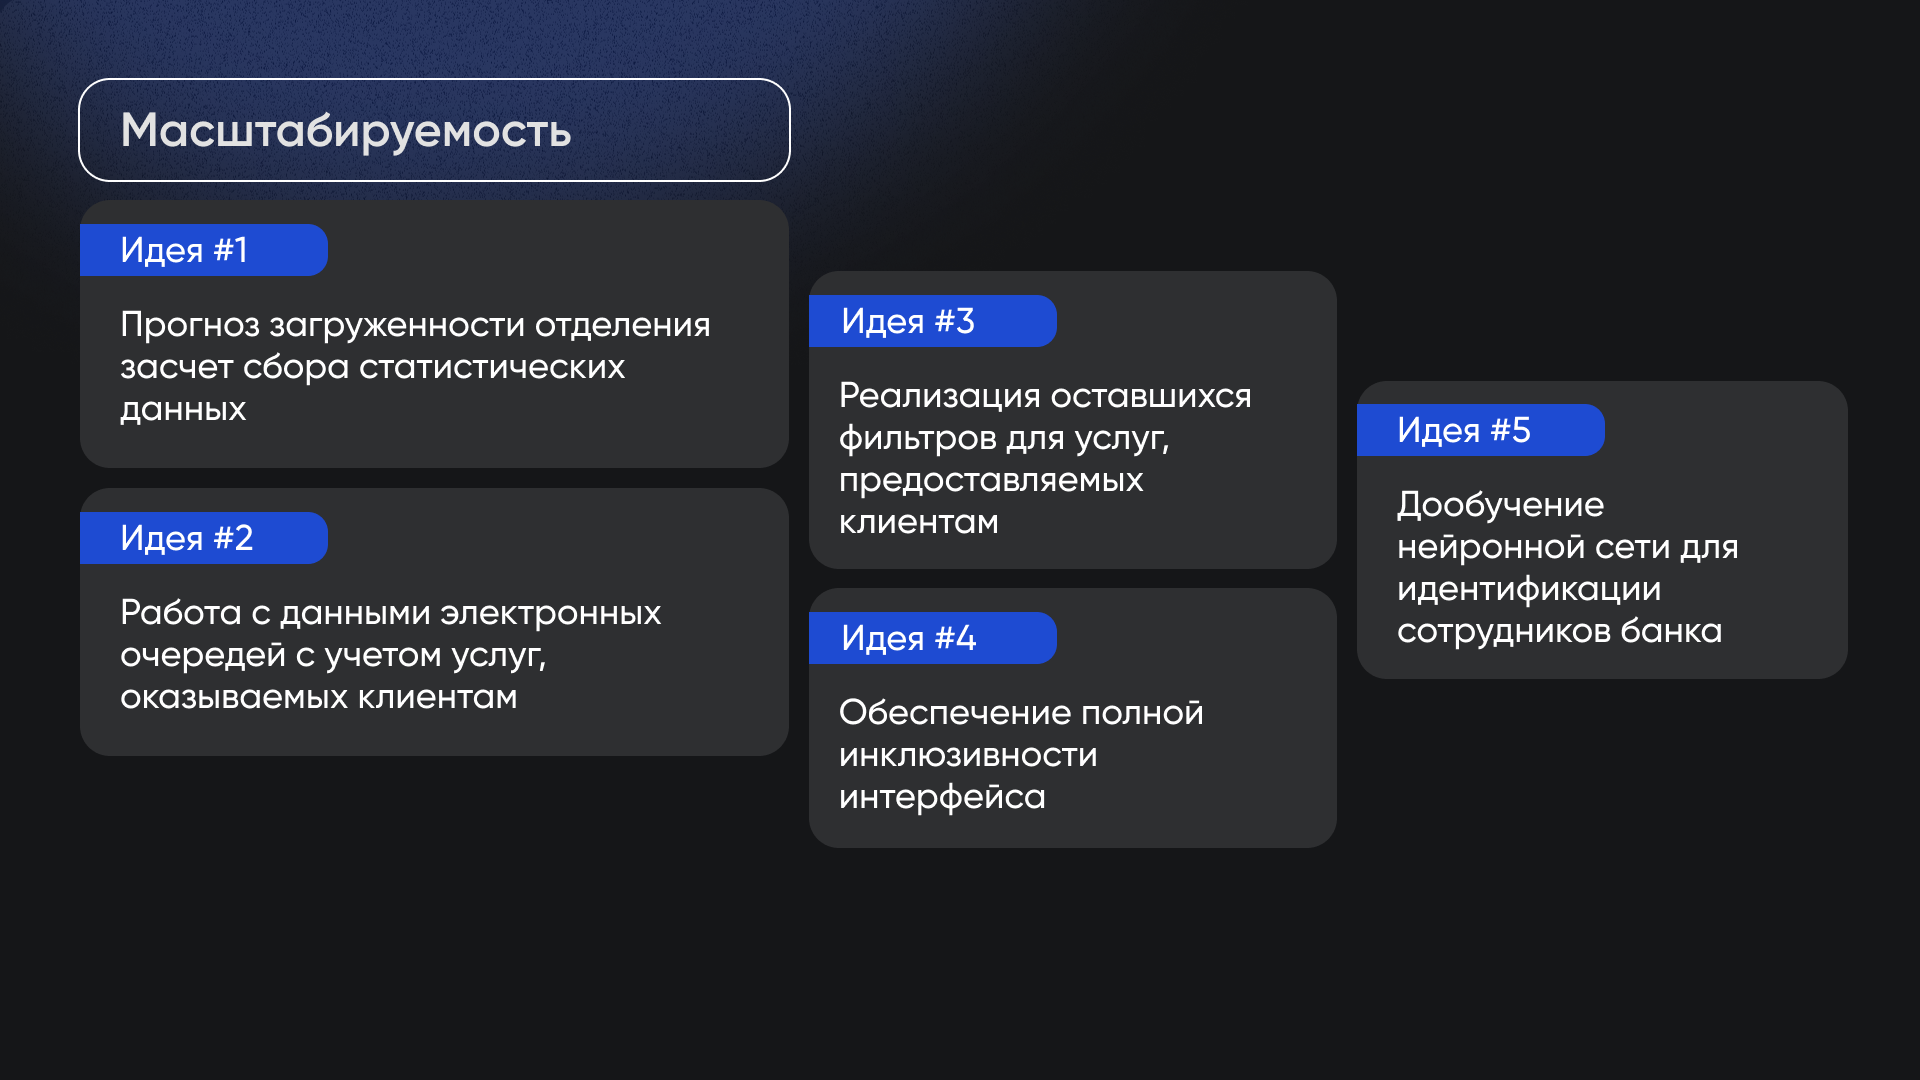 Масштабируемость
Идея #1
Прогноз загруженности отделения
засчет сбора статистических
данных
Идея #2
Работа с данными электронных
очередей с учетом услуг,
оказываемых клиентам
Идея #3
Реализация оставшихся
фильтров для услуг,
предоставляемых
клиентам
Идея #4
Обеспечение полной
инклюзивности
интерфейса
Идея #5
Дообучение
нейронной сети для
идентификации
сотрудников банка